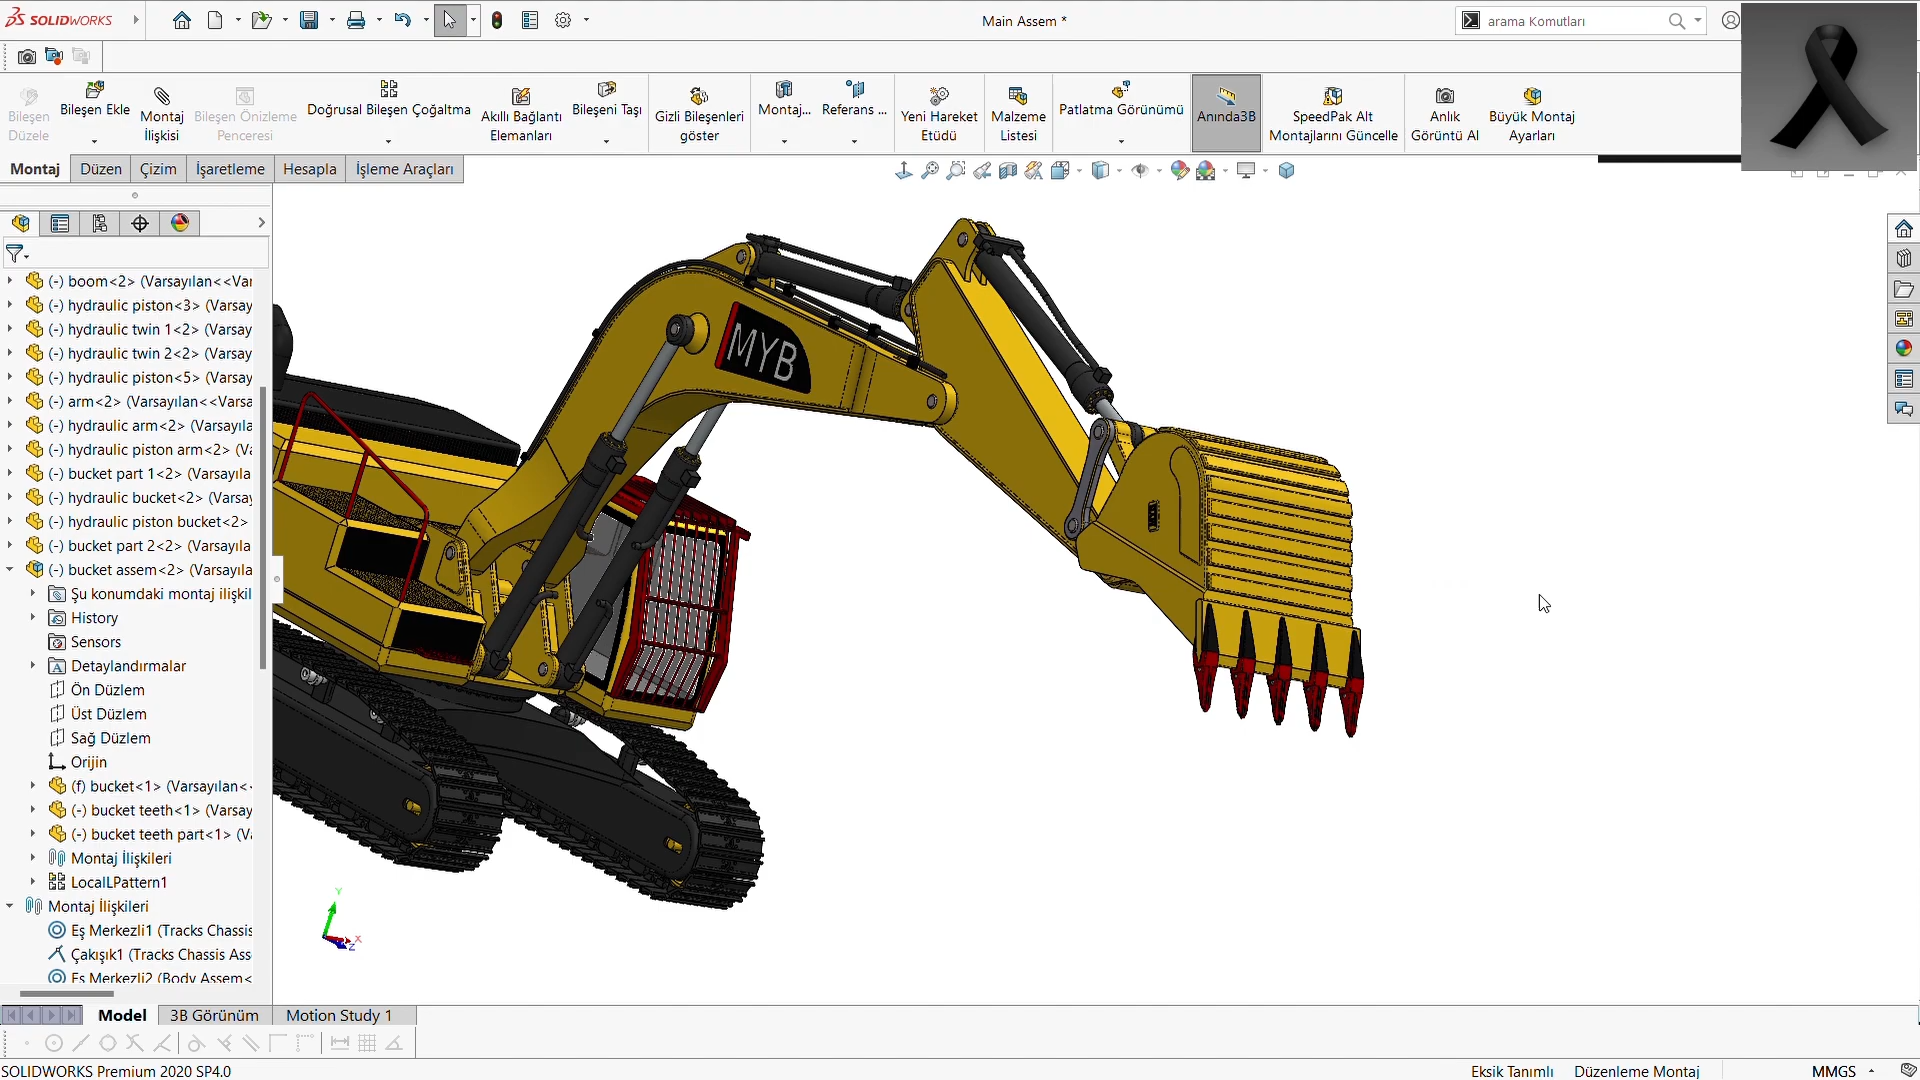 SOLIDWORKS
Main Assem *
arama Komutları
Bileşen Düzele
Bileşen Ekle
Montaj İlişkisi
Bileşen Önizleme Penceresi
Doğrusal Bileşen Çoğaltma
Akıllı Bağlantı Elemanları
Bileşeni Taşı
Gizli Bileşenleri göster
Montaj...
Referans ...
Yeni Hareket Etüdü
Malzeme Listesi
Patlatma Görünümü
Anında3B
SpeedPak Alt Montajlarını Güncelle
Anlık Görüntü Al
Büyük Montaj Ayarları
Montaj
Düzen
Çizim
İşaretleme
Hesapla
İşleme Araçları
(-) boom<2> (Varsayılan<<Var
(-) hydraulic piston<3> (Varsay
(-) hydraulic twin 1<2> (Varsay
(-) hydraulic twin 2<2> (Varsay
(-) hydraulic piston<5> (Varsay
(-) arm<2> (Varsayılan<<Varsa
(-) hydraulic arm<2> (Varsayıla
(-) hydraulic piston arm<2> (Va
(-) bucket part 1<2> (Varsayıla
(-) hydraulic bucket<2> (Varsay
(-) hydraulic piston bucket<2>
(-) bucket part 2<2> (Varsayıla
(-) bucket assem<2> (Varsayıla
Şu konumdaki montaj ilişkil
History
Sensors
Detaylandırmalar
Ön Düzlem
Üst Düzlem
Sağ Düzlem
Orijin
(f) bucket<1> (Varsayılan<<
(-) bucket teeth<1> (Varsay
(-) bucket teeth part<1> (Va
Montaj İlişkileri
LocalLPattern1
Montaj İlişkileri
Eş Merkezli1 (Tracks Chassis
Çakışık1 (Tracks Chassis Ass
Eş Merkezli2 (Body Assem<
MYB
Y
X
Z
Model
3B Görünüm
Motion Study 1
SOLIDWORKS Premium 2020 SP4.0
Eksik Tanımlı
Düzenleme Montaj
MMGS